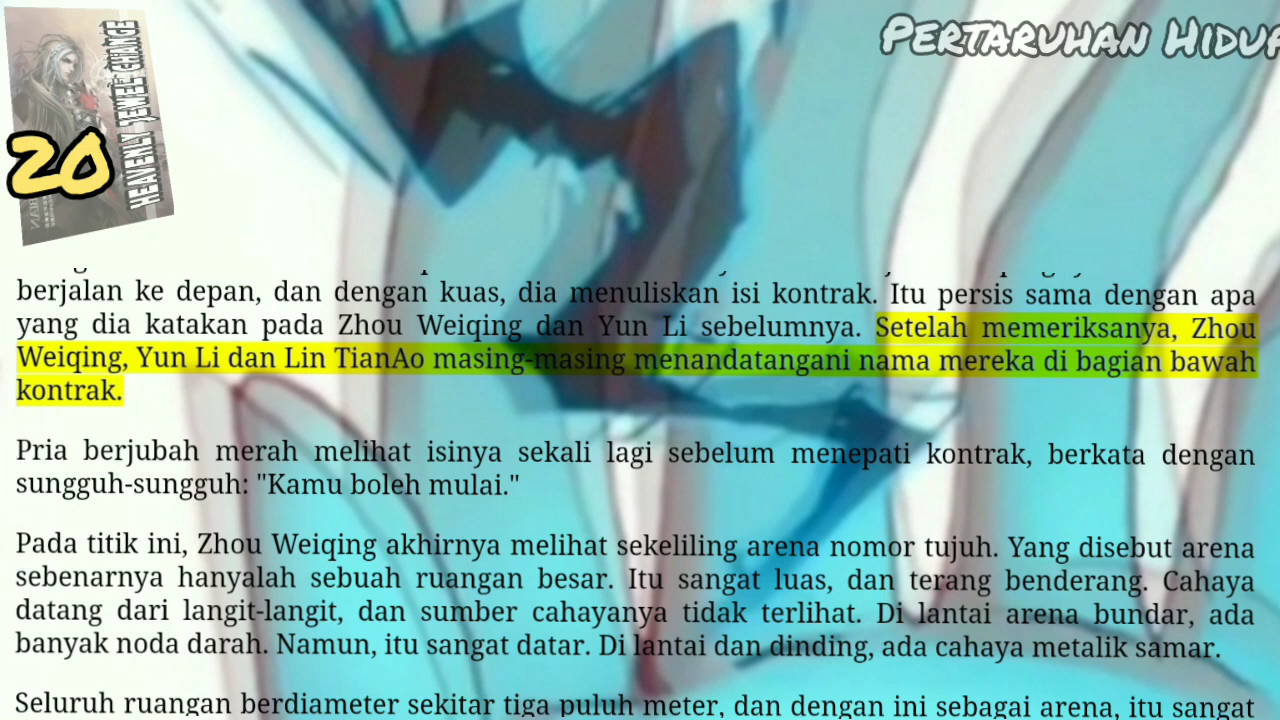 PERTARUHAN HIDUP
HEAVENLY JEWEL CHANGE
20
berjalan ke depan, dan dengan kuas, dia menuliskan isi kontrak. Itu persis sama dengan apa
yang dia katakan pada Zhou Weiqing dan Yun Li sebelumnya. Setelah memeriksanya, Zhou
Weiqing, Yun Li dan Lin TianAo masing-masing menandatangani nama mereka di bagian bawah
kontrak.
Pria berjubah merah melihat isinya sekali lagi sebelum menepati kontrak, berkata dengan
sungguh-sungguh: "Kamu boleh mulai."
Pada titik ini, Zhou Weiqing akhirnya melihat sekeliling arena nomor tujuh. Yang disebut arena
sebenarnya hanyalah sebuah ruangan besar. Itu sangat luas, dan terang benderang. Cahaya
datang dari langit-langit, dan sumber cahayanya tidak terlihat. Di lantai arena bundar, ada
banyak noda darah. Namun, itu sangat datar. Di lantai dan dinding, ada cahaya metalik samar.
Seluruh ruangan berdiameter sekitar tiga puluh meter, dan dengan ini sebagai arena, itu sangat